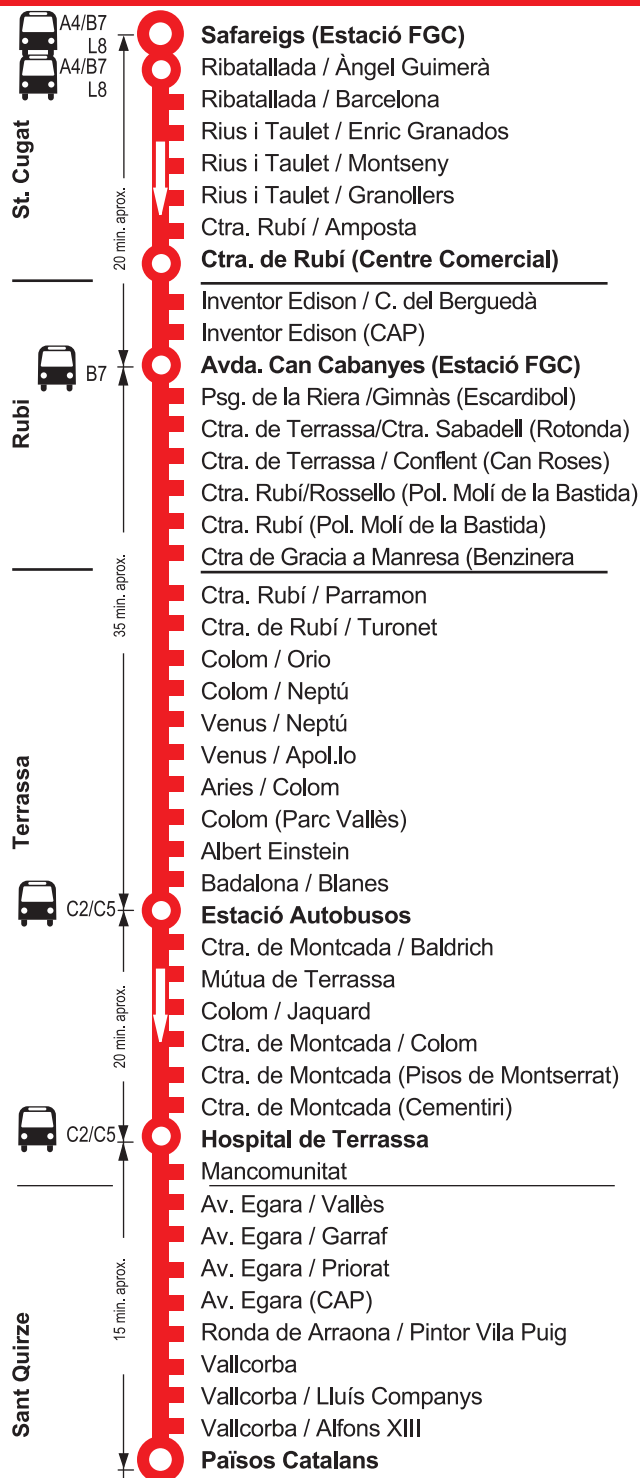 A4/B7
L8
Safareigs (Estació FGC)
A4/B7
L8
Ribatallada / Àngel Guimerà
Ribatallada / Barcelona
Rius i Taulet / Enric Granados
Rius i Taulet / Montseny
Rius i Taulet / Granollers
Ctra. Rubí / Amposta
Ctra. de Rubí (Centre Comercial)
St. Cugat
20 min. aprox.
Inventor Edison / C. del Berguedà
Inventor Edison (CAP)
B7
Avda. Can Cabanyes (Estació FGC)
Psg. de la Riera /Gimnàs (Escardibol)
Ctra. de Terrassa/Ctra. Sabadell (Rotonda)
Ctra. de Terrassa / Conflent (Can Roses)
Ctra. Rubí/Rossello (Pol. Molí de la Bastida)
Ctra. Rubí (Pol. Molí de la Bastida)
Ctra de Gracia a Manresa (Benzinera
Rubi
35 min. aprox.
Ctra. Rubí / Parramon
Ctra. de Rubí / Turonet
Colom / Orio
Colom / Neptú
Venus / Neptú
Venus / Apol.lo
Aries / Colom
Colom (Parc Vallès)
Albert Einstein
Badalona / Blanes
Terrassa
C2/C5
Estació Autobusos
Ctra. de Montcada / Baldrich
Mútua de Terrassa
Colom / Jaquard
Ctra. de Montcada / Colom
Ctra. de Montcada (Pisos de Montserrat)
Ctra. de Montcada (Cementiri)
20 min. aprox.
C2/C5
Hospital de Terrassa
Mancomunitat
Av. Egara / Vallès
Av. Egara / Garraf
Av. Egara / Priorat
Av. Egara (CAP)
Ronda de Arraona / Pintor Vila Puig
Vallcorba
Vallcorba / Lluís Companys
Vallcorba / Alfons XIII
Països Catalans
15 min. aprox.
Sant Quirze